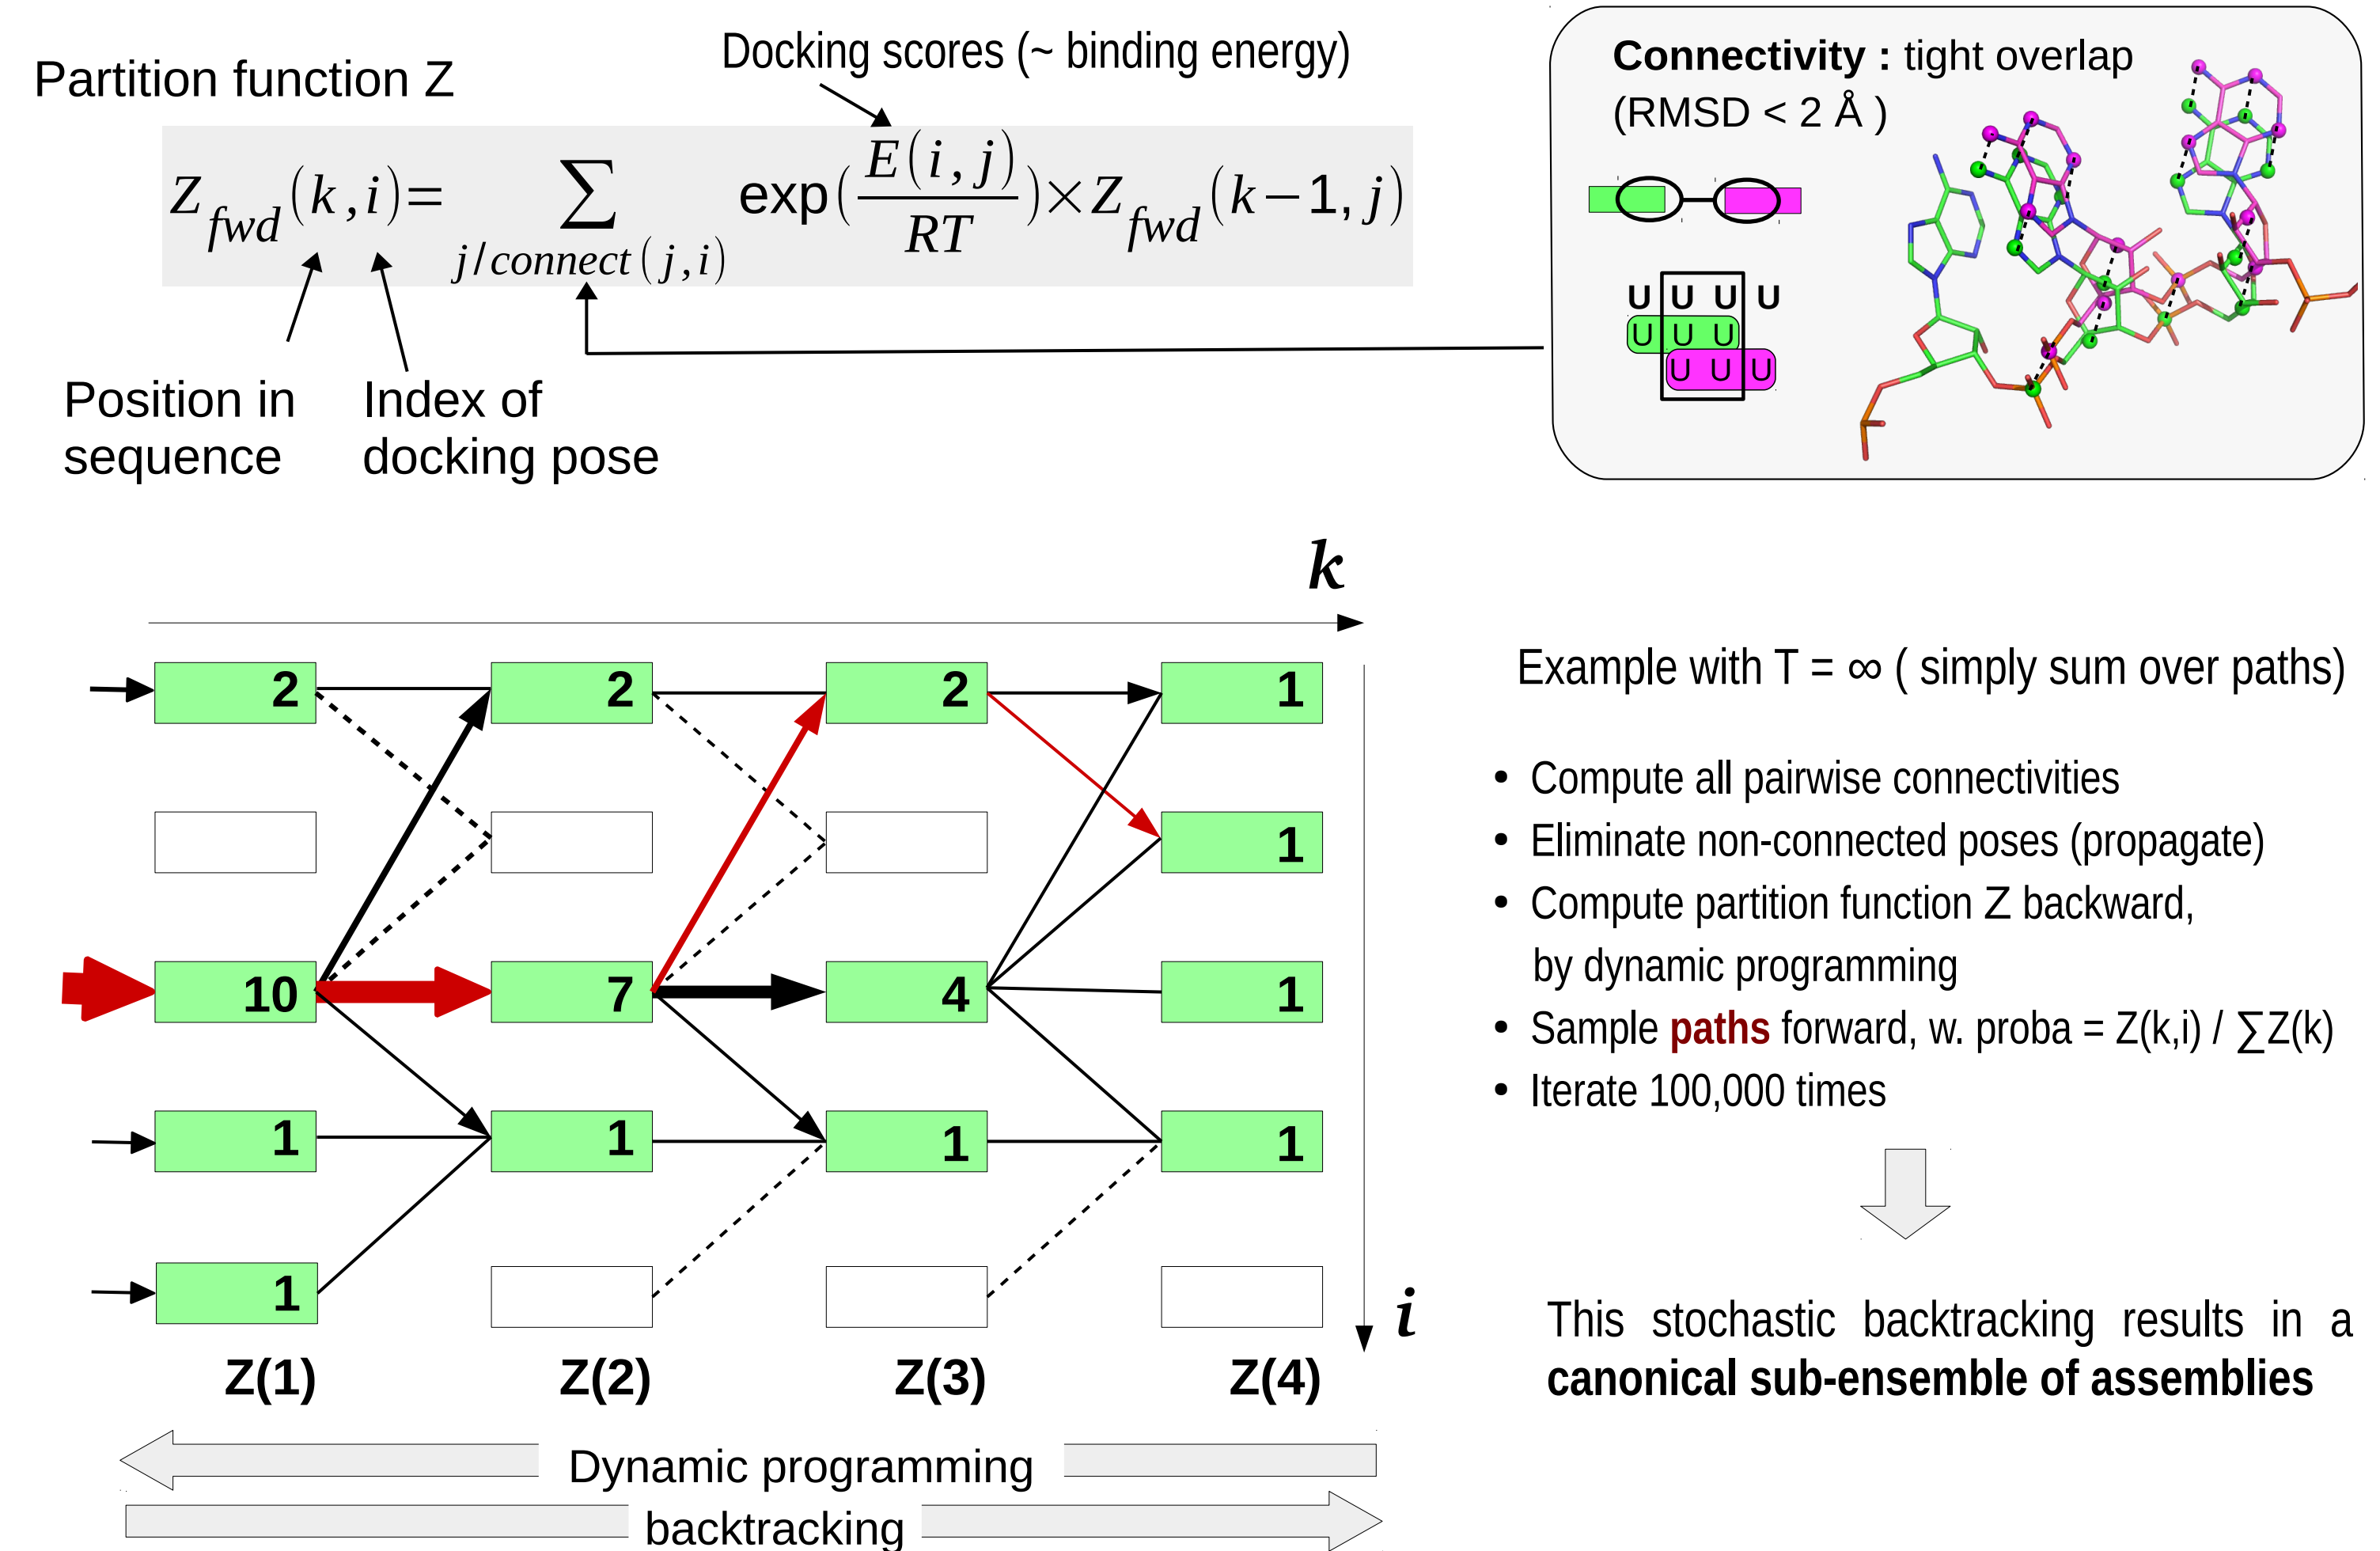 Partition function Z
Docking scores (~ binding energy)
Z_fwd (k, i) = ∑_{j/connect(j,i)} exp(E(i, j)/RT) × Z_fwd (k−1, j)
Position in
sequence
Index of
docking pose
Connectivity : tight overlap
(RMSD < 2 Å )
U U U U
U U U
U U U
k
2 2 2 1
1
10 7 4 1
1 1 1 1
1
i
Z(1) Z(2) Z(3) Z(4)
Dynamic programming
backtracking
Example with T = ∞ ( simply sum over paths)
• Compute all pairwise connectivities
• Eliminate non-connected poses (propagate)
• Compute partition function Z backward,
by dynamic programming
• Sample paths forward, w. proba = Z(k,i) / ∑Z(k)
• Iterate 100,000 times
This stochastic backtracking results in a
canonical sub-ensemble of assemblies